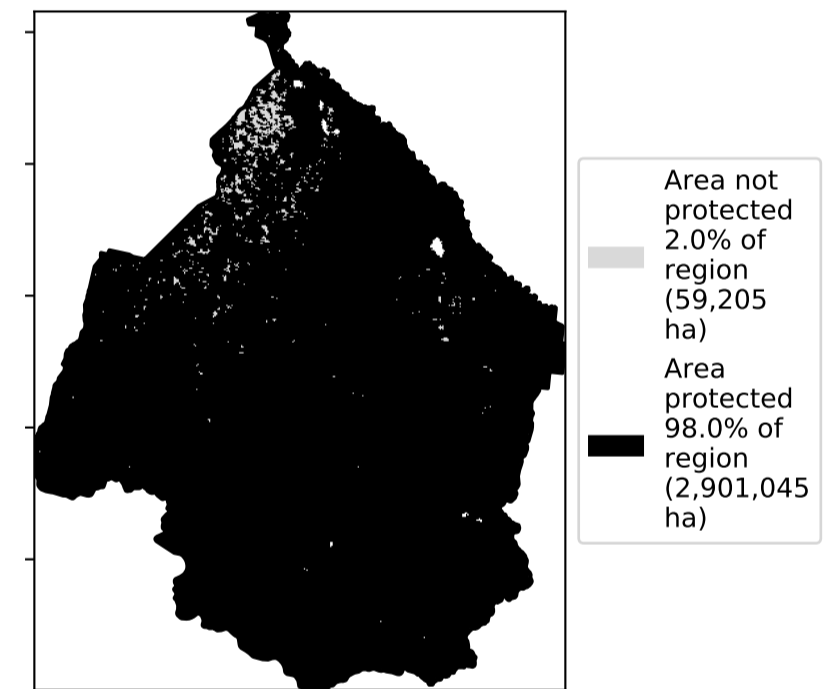 Area not
protected
2.0% of
region
(59,205
ha)
Area
protected
98.0% of
region
(2,901,045
ha)